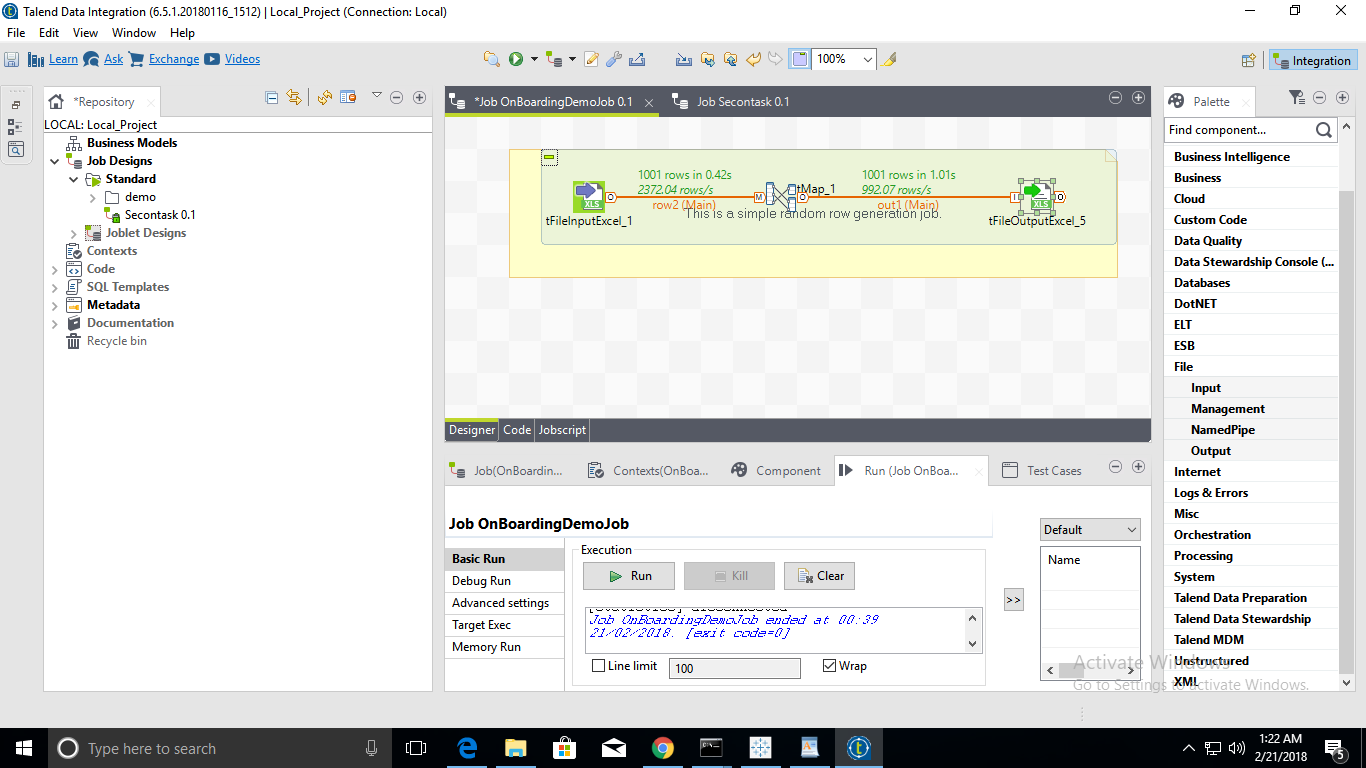 Talend Data Integration (6.5.1.20180116_1512) | Local_Project (Connection: Local)
File Edit View Window Help
Learn Ask Exchange Videos 100% Integration
*Repository
LOCAL: Local_Project
Business Models
Job Designs
Standard
demo
Secontask 0.1
Joblet Designs
Contexts
Code
SQL Templates
Metadata
Documentation
Recycle bin
*Job OnBoardingDemoJob 0.1 Job Secontask 0.1
1001 rows in 0.42s 1001 rows in 1.01s
2372.04 rows/s tMap_1 992.07 rows/s
row2 (Main) out1 (Main)
This is a simple random row generation job.
tFileInputExcel_1 tFileOutputExcel_5
Designer Code Jobscript
Job(OnBoardin... Contexts(OnBoa... Component Run (Job OnBoa... Test Cases
Job OnBoardingDemoJob
Basic Run
Debug Run
Advanced settings
Target Exec
Memory Run
Execution
Run Kill Clear
[statistics] disconnected
Job OnBoardingDemoJob ended at 00:39
21/02/2018. [exit code=0]
Line limit 100 Wrap
>>
Default
Name
Palette
Find component...
Business Intelligence
Business
Cloud
Custom Code
Data Quality
Data Stewardship Console (...
Databases
DotNET
ELT
ESB
File
Input
Management
NamedPipe
Output
Internet
Logs & Errors
Misc
Orchestration
Processing
System
Talend Data Preparation
Talend Data Stewardship
Talend MDM
Unstructured
XML
Activate Windows
Go to Settings to activate Windows.
Type here to search
1:22 AM
2/21/2018
5